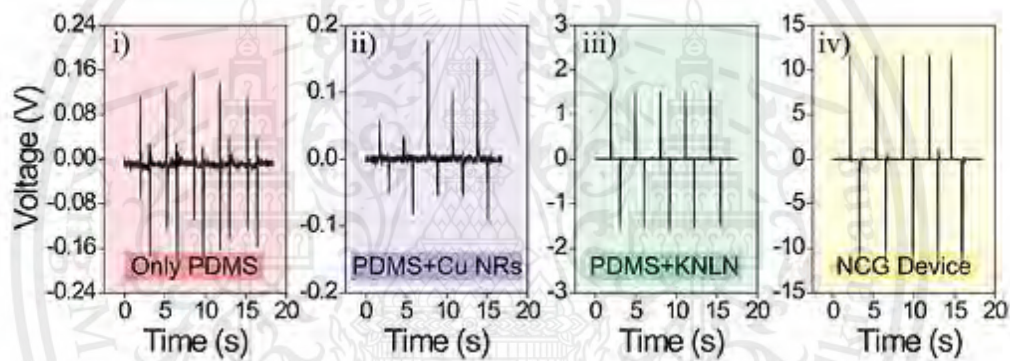 i) ii) iii) iv)
0.24 0.2 3 15
0.16 0.1 2 10
0.08 1 5
0.00 0.0 0 0
-0.08 -0.1 -1 -5
-0.16 -2 -10
-0.24 -0.2 -3 -15
Voltage (V)
Only PDMS PDMS+Cu NRs PDMS+KNLN NCG Device
0 5 10 15 20 0 5 10 15 20 0 5 10 15 20 0 5 10 15 20
Time (s) Time (s) Time (s) Time (s)